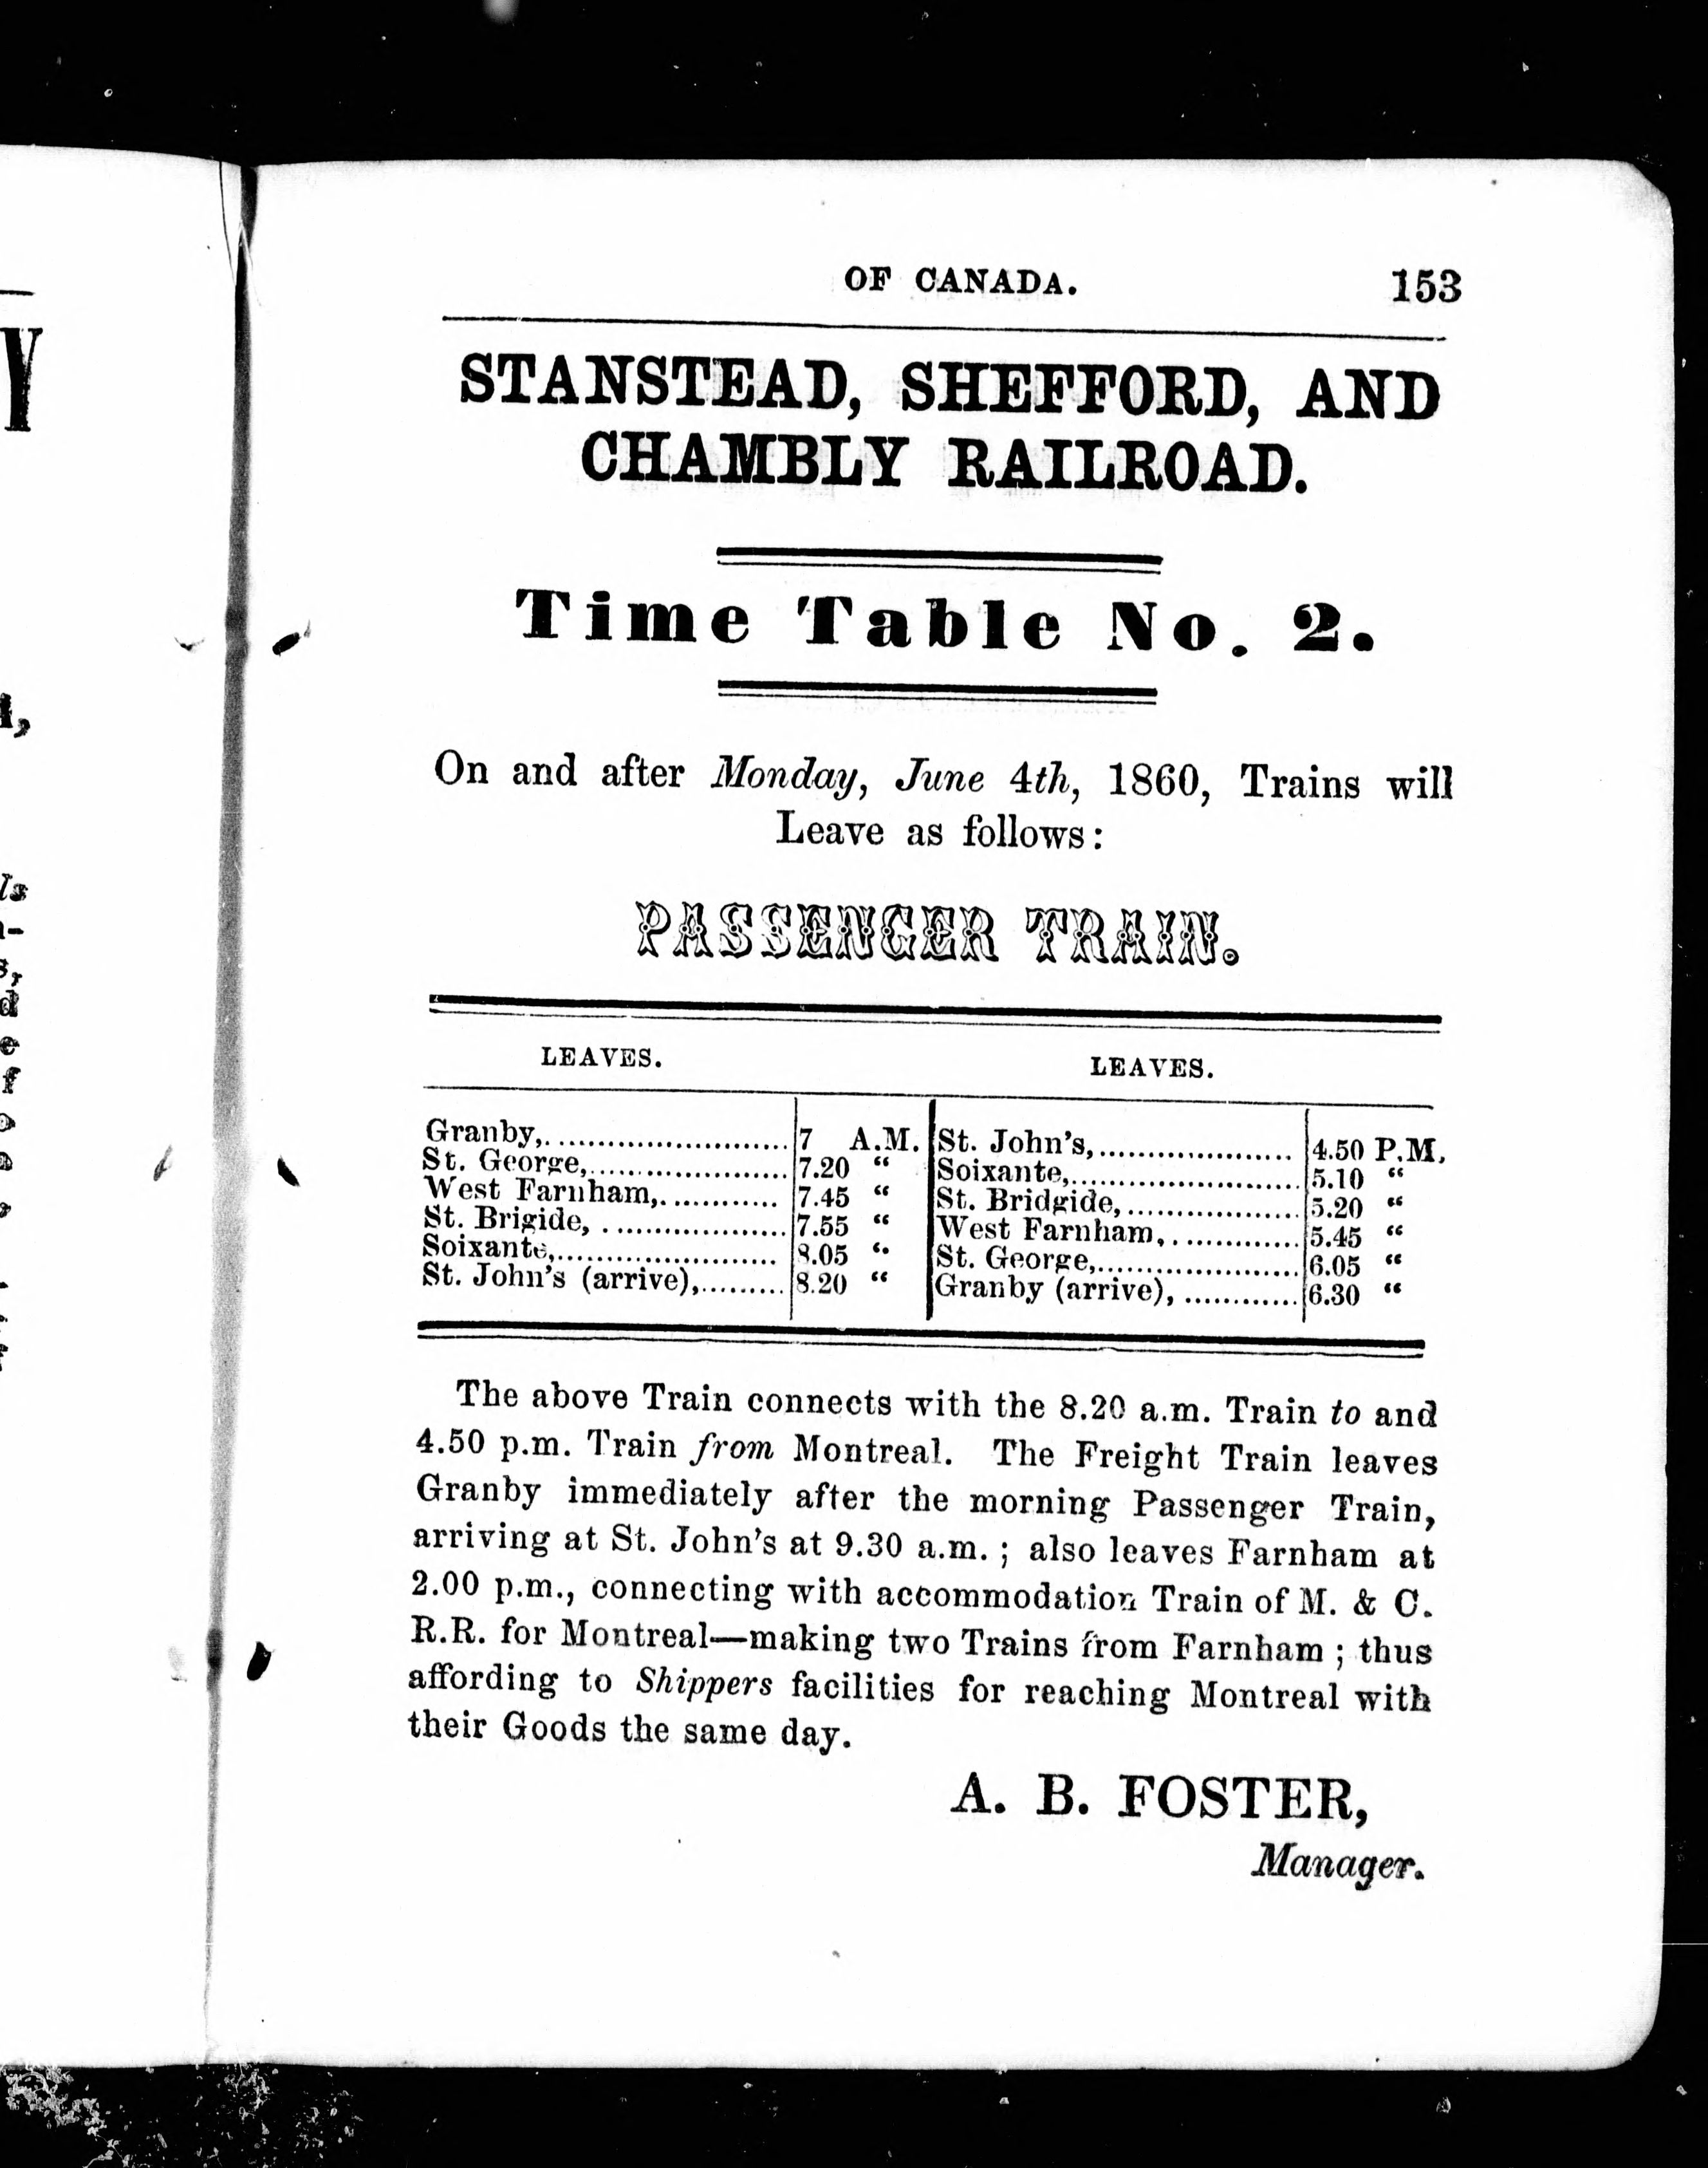 OF CANADA. 153
STANSTEAD, SHEFFORD, AND
CHAMBLY RAILROAD.
Time Table No. 2.
On and after Monday, June 4th, 1860, Trains will
Leave as follows:
PASSENGER TRAIN.
LEAVES. LEAVES.
Granby,........................ 7 A.M. St. John's,.................... 4.50 P.M.
St. George,..................... 7.20 “ Soixante,........................ 5.10 “
West Farnham,............. 7.45 “ St. Bridgide,.................. 5.20 “
St. Brigide, ................... 7.55 “ West Farnham,.............. 5.45 “
Soixante,....................... 8.05 “ St. George,..................... 6.05 “
St. John's (arrive),......... 8.20 “ Granby (arrive), ............ 6.30 “
The above Train connects with the 8.20 a.m. Train to and
4.50 p.m. Train from Montreal. The Freight Train leaves
Granby immediately after the morning Passenger Train,
arriving at St. John's at 9.30 a.m. ; also leaves Farnham at
2.00 p.m., connecting with accommodation Train of M. & C.
R.R. for Montreal—making two Trains from Farnham ; thus
affording to Shippers facilities for reaching Montreal with
their Goods the same day.
A. B. FOSTER,
Manager.